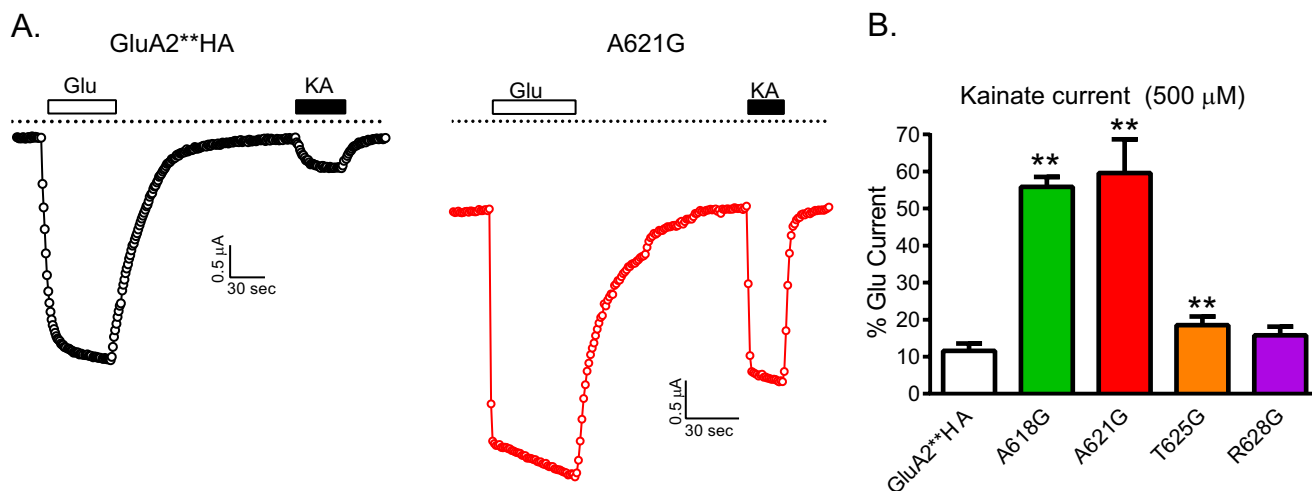 A.
GluA2**HA
Glu
KA
0.5 µA
30 sec
A621G
Glu
KA
0.5 µA
30 sec
B.
Kainate current (500 µM)
% Glu Current
70
60
50
40
30
20
10
0
**
**
**
GluA2**H A
A618G
A621G
T625G
R628G